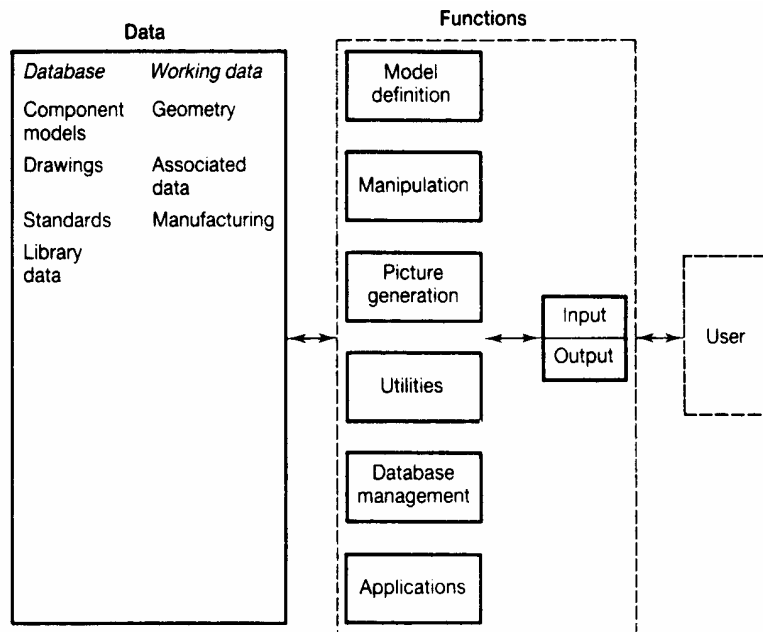 Data
Database
Working data
Component
models
Geometry
Drawings
Associated
data
Standards
Manufacturing
Library
data
Functions
Model
definition
Manipulation
Picture
generation
Utilities
Database
management
Applications
Input
Output
User